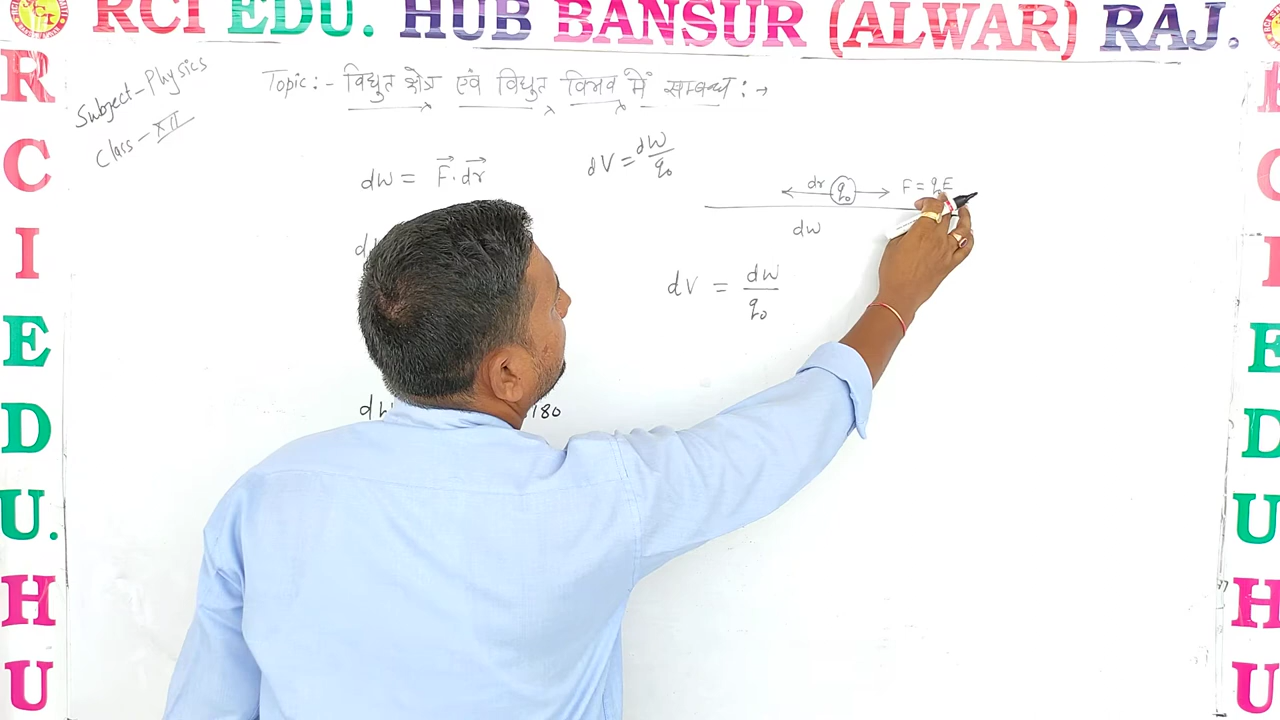 RCI EDU. HUB BANSUR (ALWAR) RAJ.
Subject-Physics
Class-XII
Topic:- विद्युत क्षेत्र एवं विद्युत विभव में सम्बन्ध :→
dw = F⃗.dr⃗
dV = dW/q₀
dr q₀ F = q₀E
dw
dV = dW/q₀
180
R C I E D U. H U
E D U H U